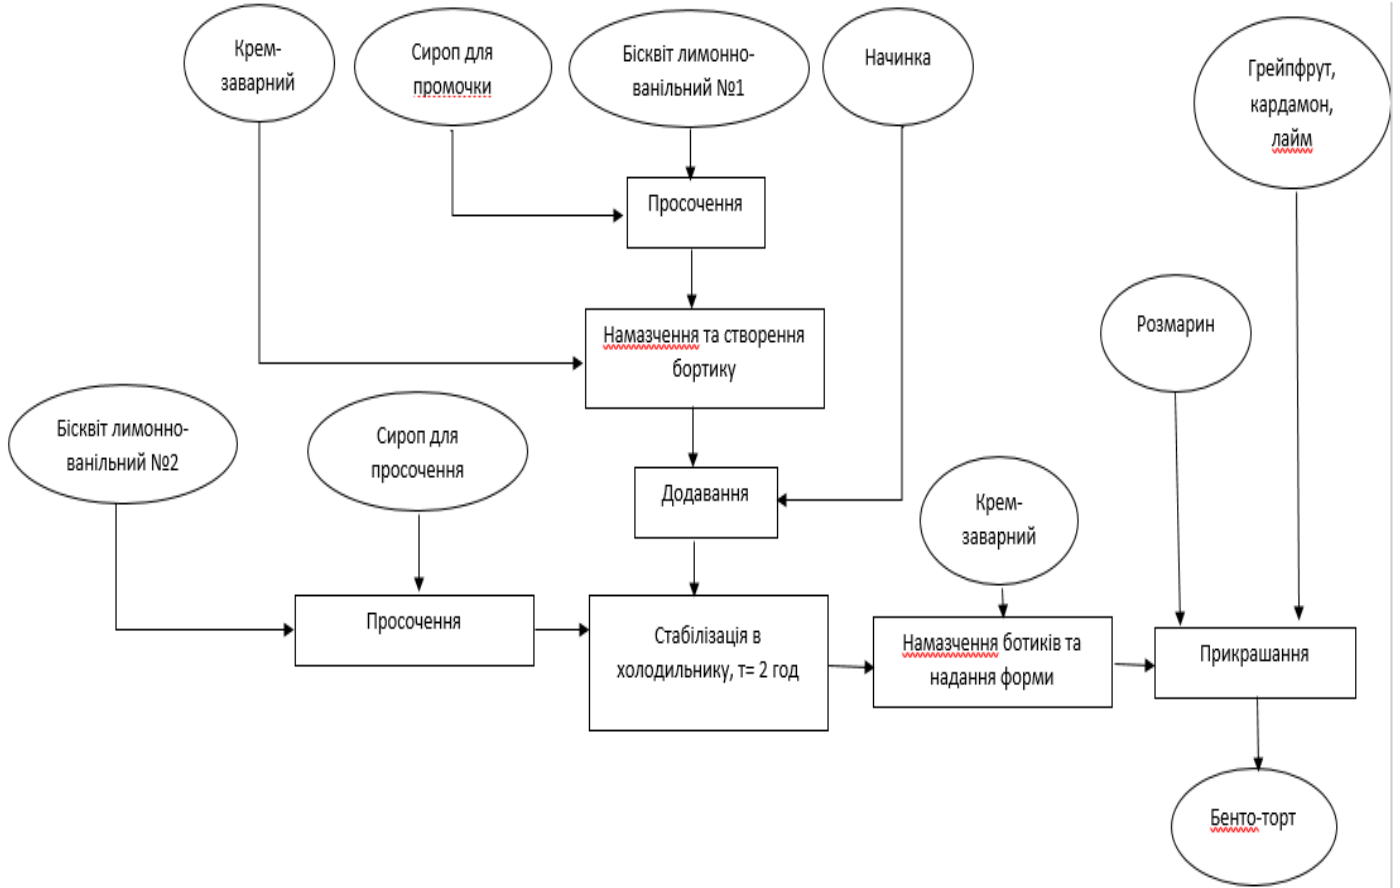 Крем-
заварний
Сироп для
промочки
Бісквіт лимонно-
ванільний №1
Начинка
Грейпфрут,
кардамон,
лайм
Просочення
Розмарин
Намазчення та створення
бортику
Бісквіт лимонно-
ванільний №2
Сироп для
просочення
Додавання
Крем-
заварний
Просочення
Стабілізація в
холодильнику, т= 2 год
Намазчення ботиків та
надання форми
Прикрашання
Бенто-торт